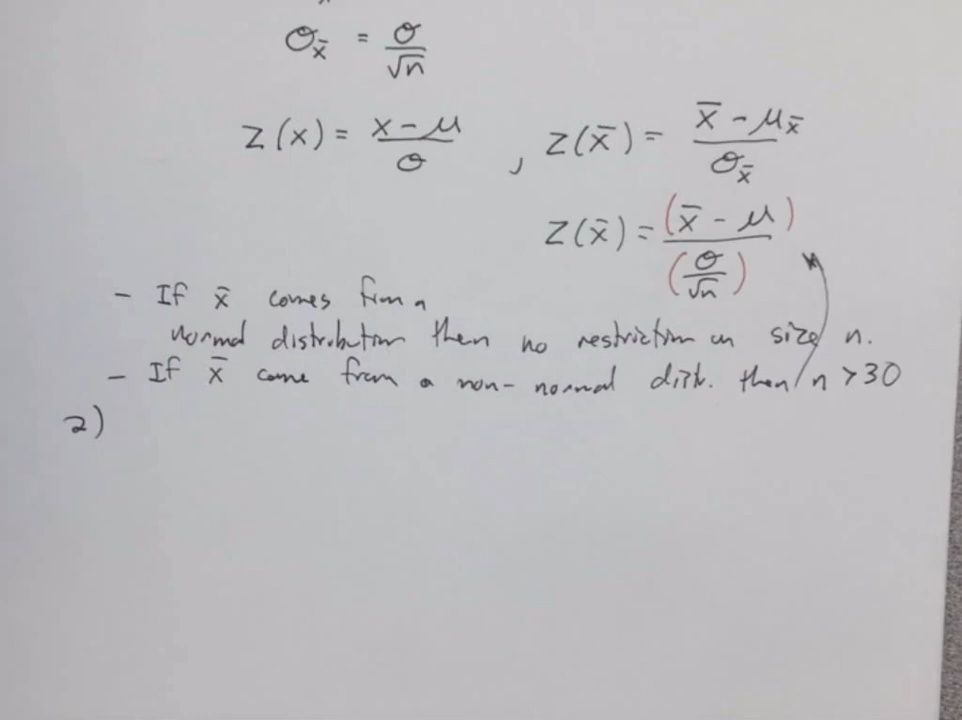 σx̄ = σ/√n
z(x) = x-μ/σ , z(x̄) = x̄-μx̄/σx̄
z(x̄) = (x̄-μ)/(σ/√n)
- If x̄ comes from a
normal distribution then no restriction on size n.
- If x̄ come from a non-normal distr. then n >30
2)